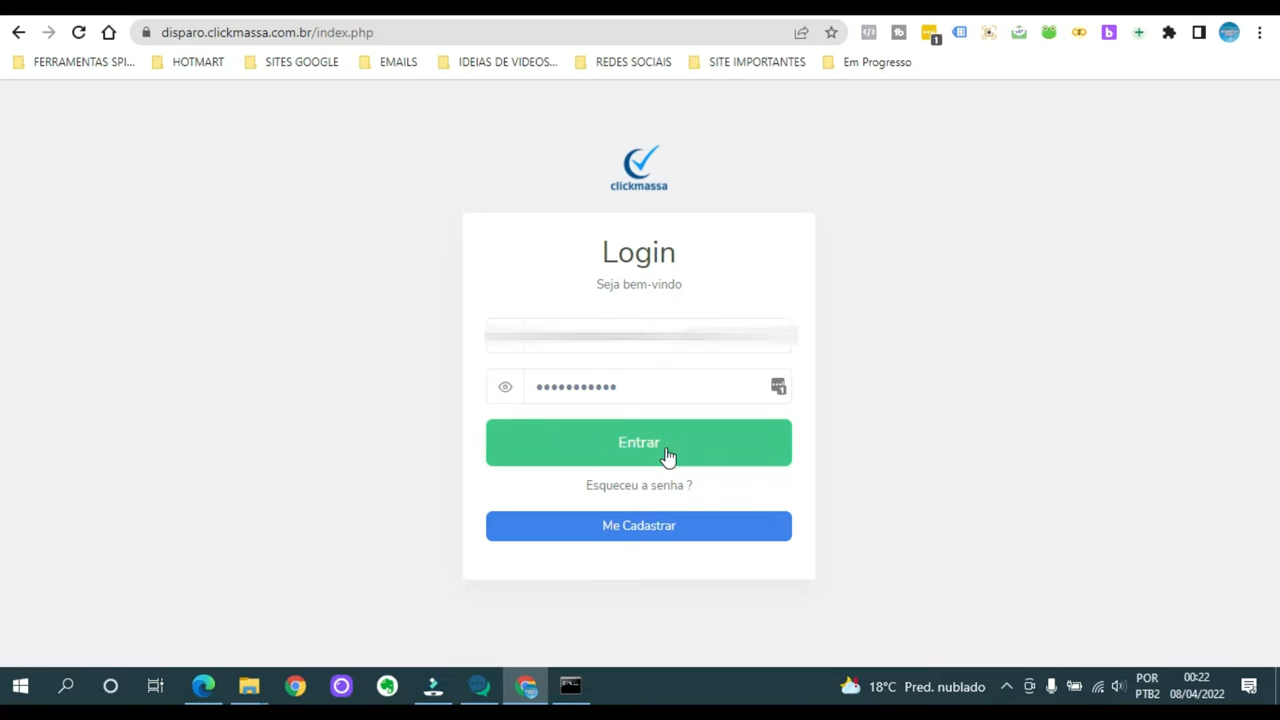 disparo.clickmassa.com.br/index.php
1
FERRAMENTAS SPI...
HOTMART
SITES GOOGLE
EMAILS
IDEIAS DE VIDEOS...
REDES SOCIAIS
SITE IMPORTANTES
Em Progresso
clickmassa
Login
Seja bem-vindo
•••••••••••
1
Entrar
Esqueceu a senha ?
Me Cadastrar
18°C Pred. nublado
POR
PTB2
00:22
08/04/2022